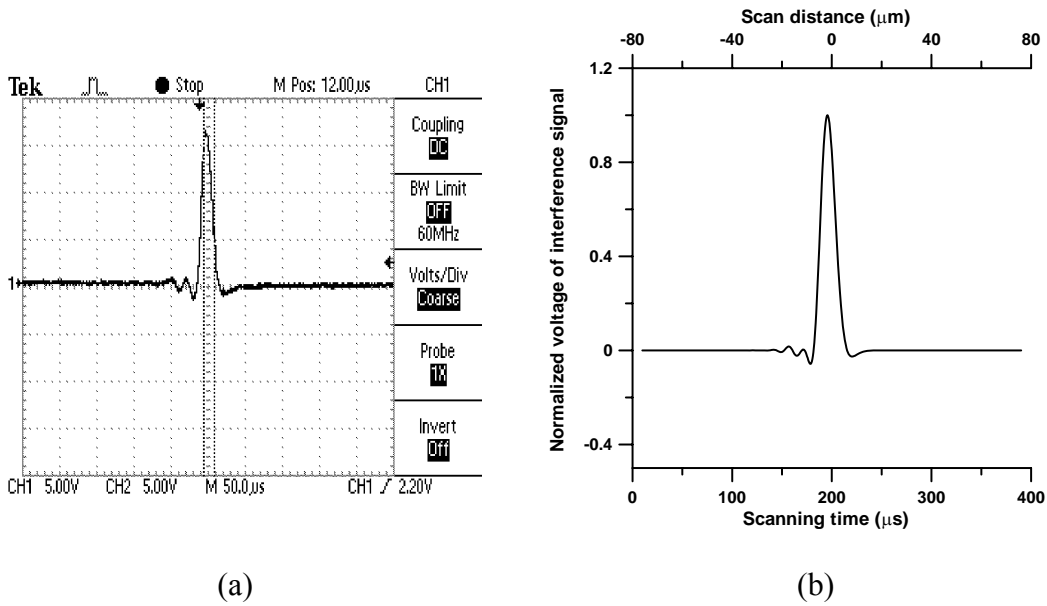 Tek Stop M Pos: 12.00us CH1
Coupling
DC
BW Limit
OFF
60MHz
Volts/Div
Coarse
Probe
1X
Invert
Off
1
CH1 5.00V CH2 5.00V M 50.0us CH1 / 2.20V
(a)
Scan distance (μm)
-80 -40 0 40 80
Normalized voltage of interference signal
1.2
0.8
0.4
0
-0.4
0 100 200 300 400
Scanning time (μs)
(b)